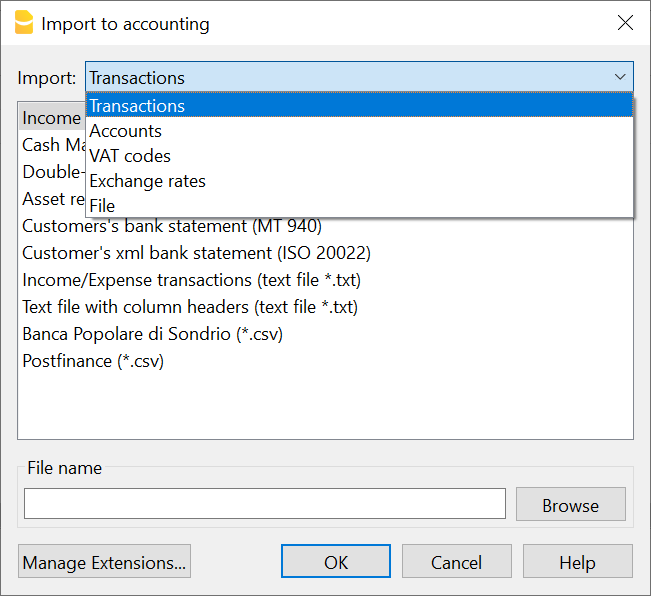 Import to accounting
Import: Transactions
Transactions
Accounts
VAT codes
Exchange rates
File
Income
Cash
Double-
Asset
Customers's bank statement (MT 940)
Customer's xml bank statement (ISO 20022)
Income/Expense transactions (text file *.txt)
Text file with column headers (text file *.txt)
Banca Popolare di Sondrio (*.csv)
Postfinance (*.csv)
File name
Browse
Manage Extensions...
OK
Cancel
Help